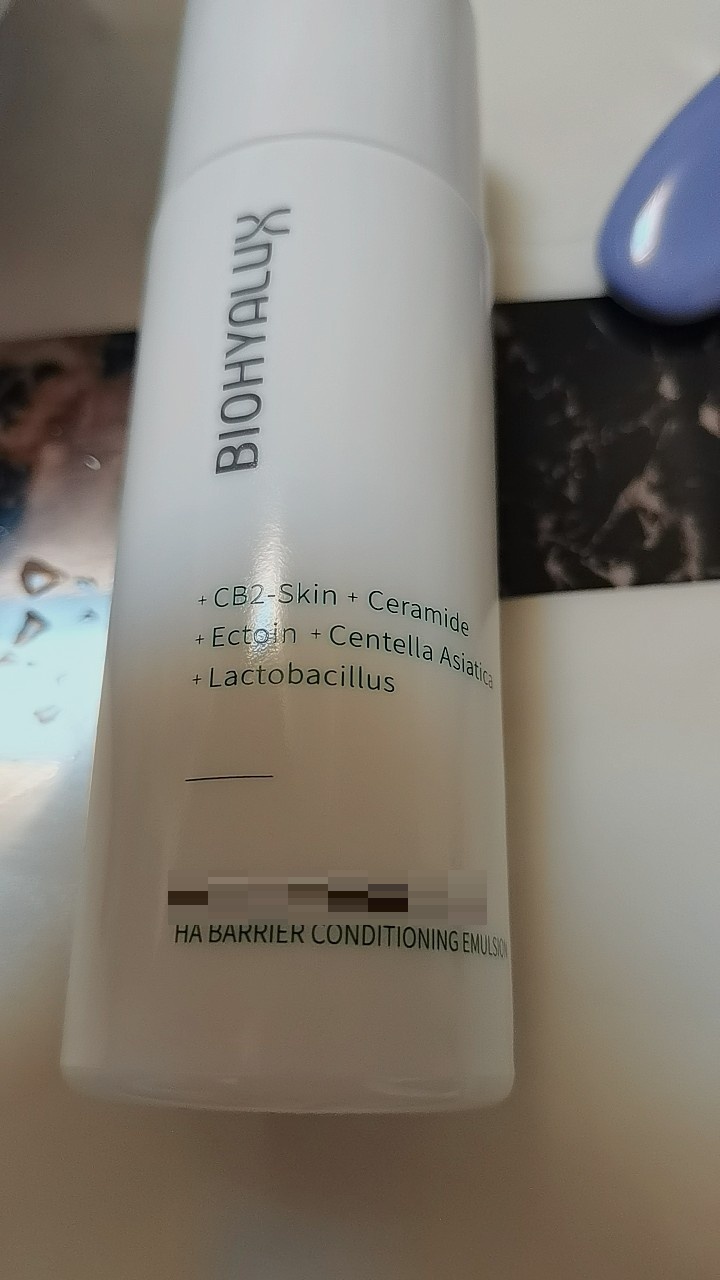 BIOHYALUX
+ CB2-Skin + Ceramide
+ Ectoin + Centella Asiatica
+ Lactobacillus
HA BARRIER CONDITIONING EMULSION